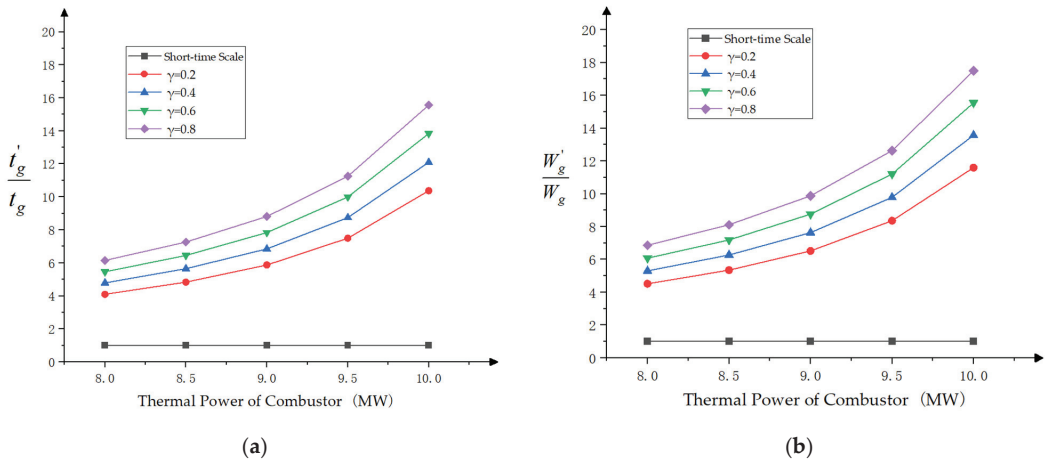 20
18
16
14
12
10
8
6
4
2
0
t'g
tg
Short-time Scale
γ=0.2
γ=0.4
γ=0.6
γ=0.8
8.0 8.5 9.0 9.5 10.0
Thermal Power of Combustor (MW)
(a)
20
18
16
14
12
10
8
6
4
2
0
W'g
Wg
Short-time Scale
γ=0.2
γ=0.4
γ=0.6
γ=0.8
8.0 8.5 9.0 9.5 10.0
Thermal Power of Combustor (MW)
(b)